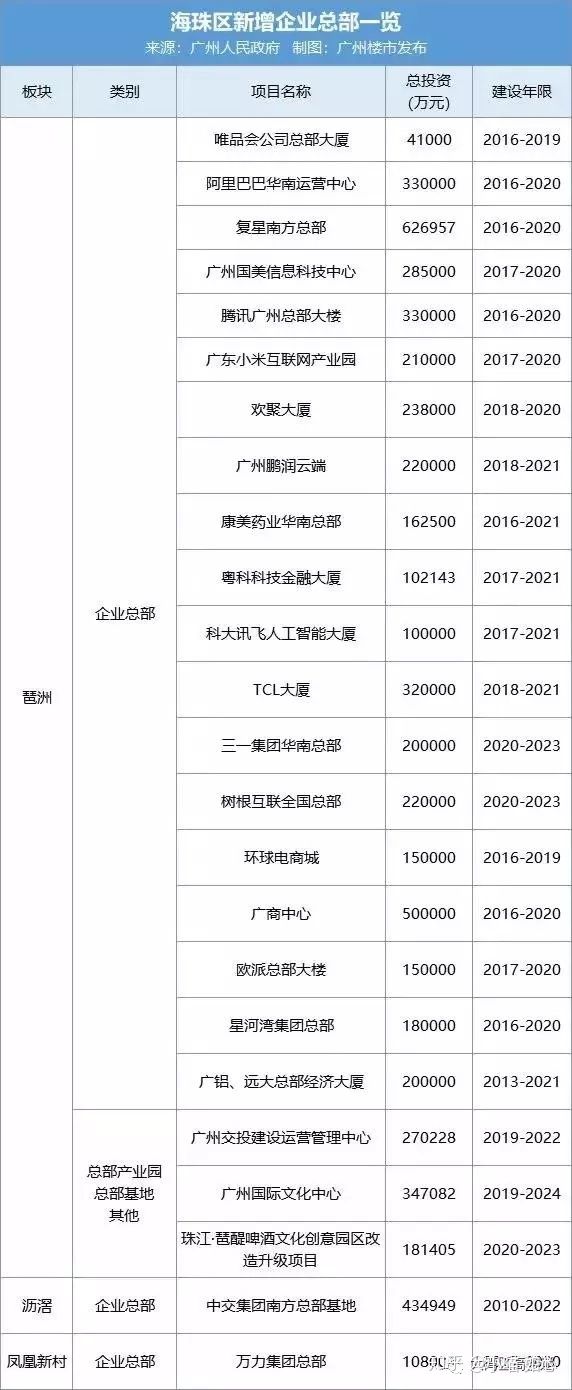 海珠区新增企业总部一览
来源：广州人民政府 制图：广州楼市发布
板块 类别 项目名称 总投资(万元) 建设年限
琶洲 企业总部 唯品会公司总部大厦 41000 2016-2019
阿里巴巴华南运营中心 330000 2016-2020
复星南方总部 626957 2016-2020
广州国美信息科技中心 285000 2017-2020
腾讯广州总部大楼 330000 2016-2020
广东小米互联网产业园 210000 2017-2020
欢聚大厦 238000 2018-2020
广州鹏润云端 220000 2018-2021
康美药业华南总部 162500 2016-2021
粤科科技金融大厦 102143 2017-2021
科大讯飞人工智能大厦 100000 2017-2021
TCL大厦 320000 2018-2021
三一集团华南总部 200000 2020-2023
树根互联全国总部 220000 2020-2023
环球电商城 150000 2016-2019
广商中心 500000 2016-2020
欧派总部大楼 150000 2017-2020
星河湾集团总部 180000 2016-2020
广铝、远大总部经济大厦 200000 2013-2021
总部产业园
总部基地
其他
广州交投建设运营管理中心 270228 2019-2022
广州国际文化中心 347082 2019-2024
珠江·琶醍啤酒文化创意园区改
造升级项目 181405 2020-2023
沥滘 企业总部 中交集团南方总部基地 434949 2010-2022
凤凰新村 企业总部 万力集团总部
知乎